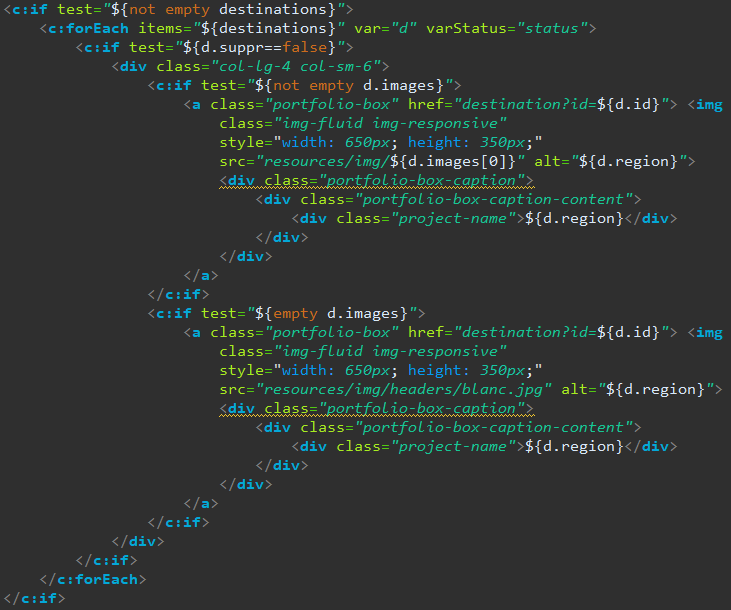 <c:if test="${not empty destinations}">
<c:forEach items="${destinations}" var="d" varStatus="status">
<c:if test="${d.suppr==false}">
<div class="col-lg-4 col-sm-6">
<c:if test="${not empty d.images}">
<a class="portfolio-box" href="destination?id=${d.id}"> <img
class="img-fluid img-responsive"
style="width: 650px; height: 350px;"
src="resources/img/${d.images[0]}" alt="${d.region}">
<div class="portfolio-box-caption">
<div class="portfolio-box-caption-content">
<div class="project-name">${d.region}</div>
</div>
</div>
</a>
</c:if>
<c:if test="${empty d.images}">
<a class="portfolio-box" href="destination?id=${d.id}"> <img
class="img-fluid img-responsive"
style="width: 650px; height: 350px;"
src="resources/img/headers/blanc.jpg" alt="${d.region}">
<div class="portfolio-box-caption">
<div class="portfolio-box-caption-content">
<div class="project-name">${d.region}</div>
</div>
</div>
</a>
</c:if>
</div>
</c:if>
</c:forEach>
</c:if>